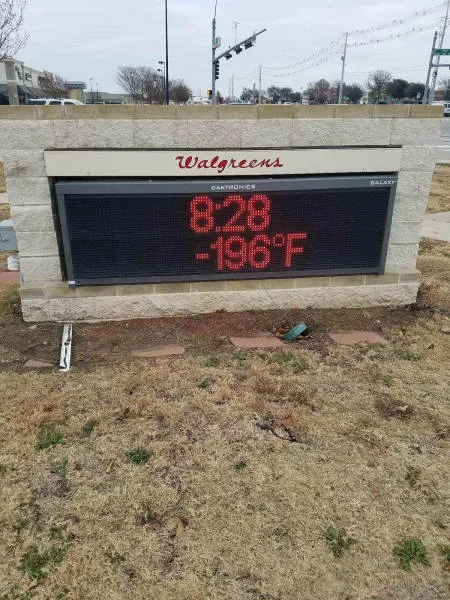 Walgreens
DAKTRONICS
GALAXY
8:28
-196°F